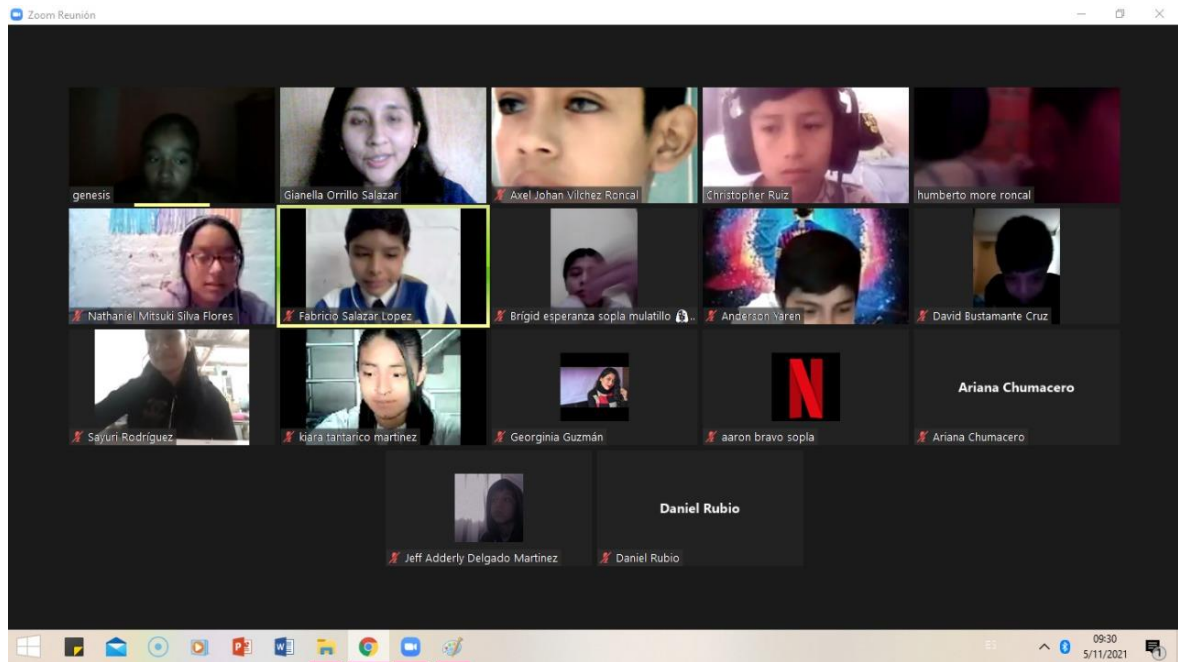 Zoom Reunión
genesis
Gianella Orrillo Salazar
Axel Johan Vilchez Roncal
Christopher Ruiz
humberto more roncal
Nathaniel Mitsuki Silva Flores
Fabricio Salazar Lopez
Brígid esperanza sopla mulatillo
Anderson Yaren
David Bustamante Cruz
Sayuri Rodríguez
kiara tantarico martinez
Georginia Guzmán
N
aaron bravo sopla
Ariana Chumacero
Ariana Chumacero
Jeff Adderly Delgado Martinez
Daniel Rubio
Daniel Rubio
09:30
5/11/2021